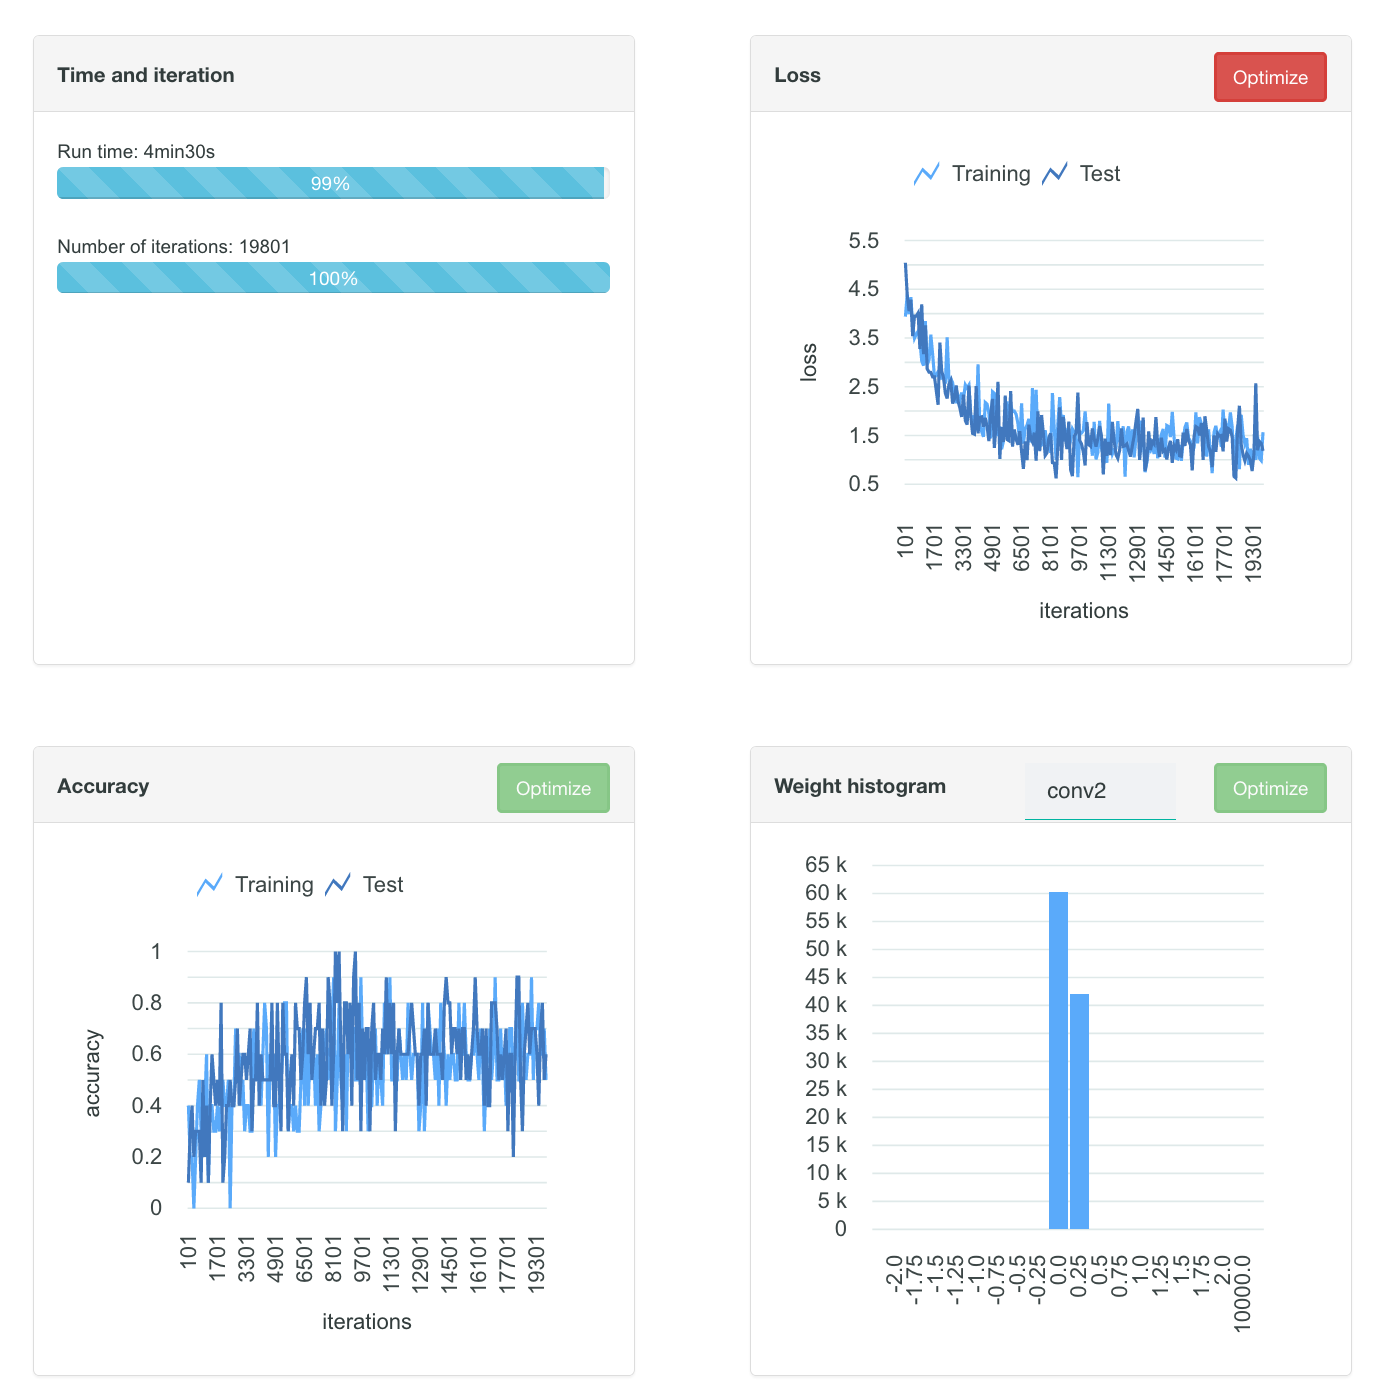 Time and iteration
Run time: 4min30s
99%
Number of iterations: 19801
100%
Loss
Optimize
Training Test
5.5
4.5
3.5
2.5
1.5
0.5
loss
101 1701 3301 4901 6501 8101 9701 11301 12901 14501 16101 17701 19301
iterations
Accuracy
Optimize
Training Test
1
0.8
0.6
0.4
0.2
0
accuracy
101 1701 3301 4901 6501 8101 9701 11301 12901 14501 16101 17701 19301
iterations
Weight histogram
conv2
Optimize
65 k
60 k
55 k
50 k
45 k
40 k
35 k
30 k
25 k
20 k
15 k
10 k
5 k
0
-2.0 -1.75 -1.5 -1.25 -1.0 -0.75 -0.5 -0.25 0.0 0.25 0.5 0.75 1.0 1.25 1.5 1.75 2.0 10000.0